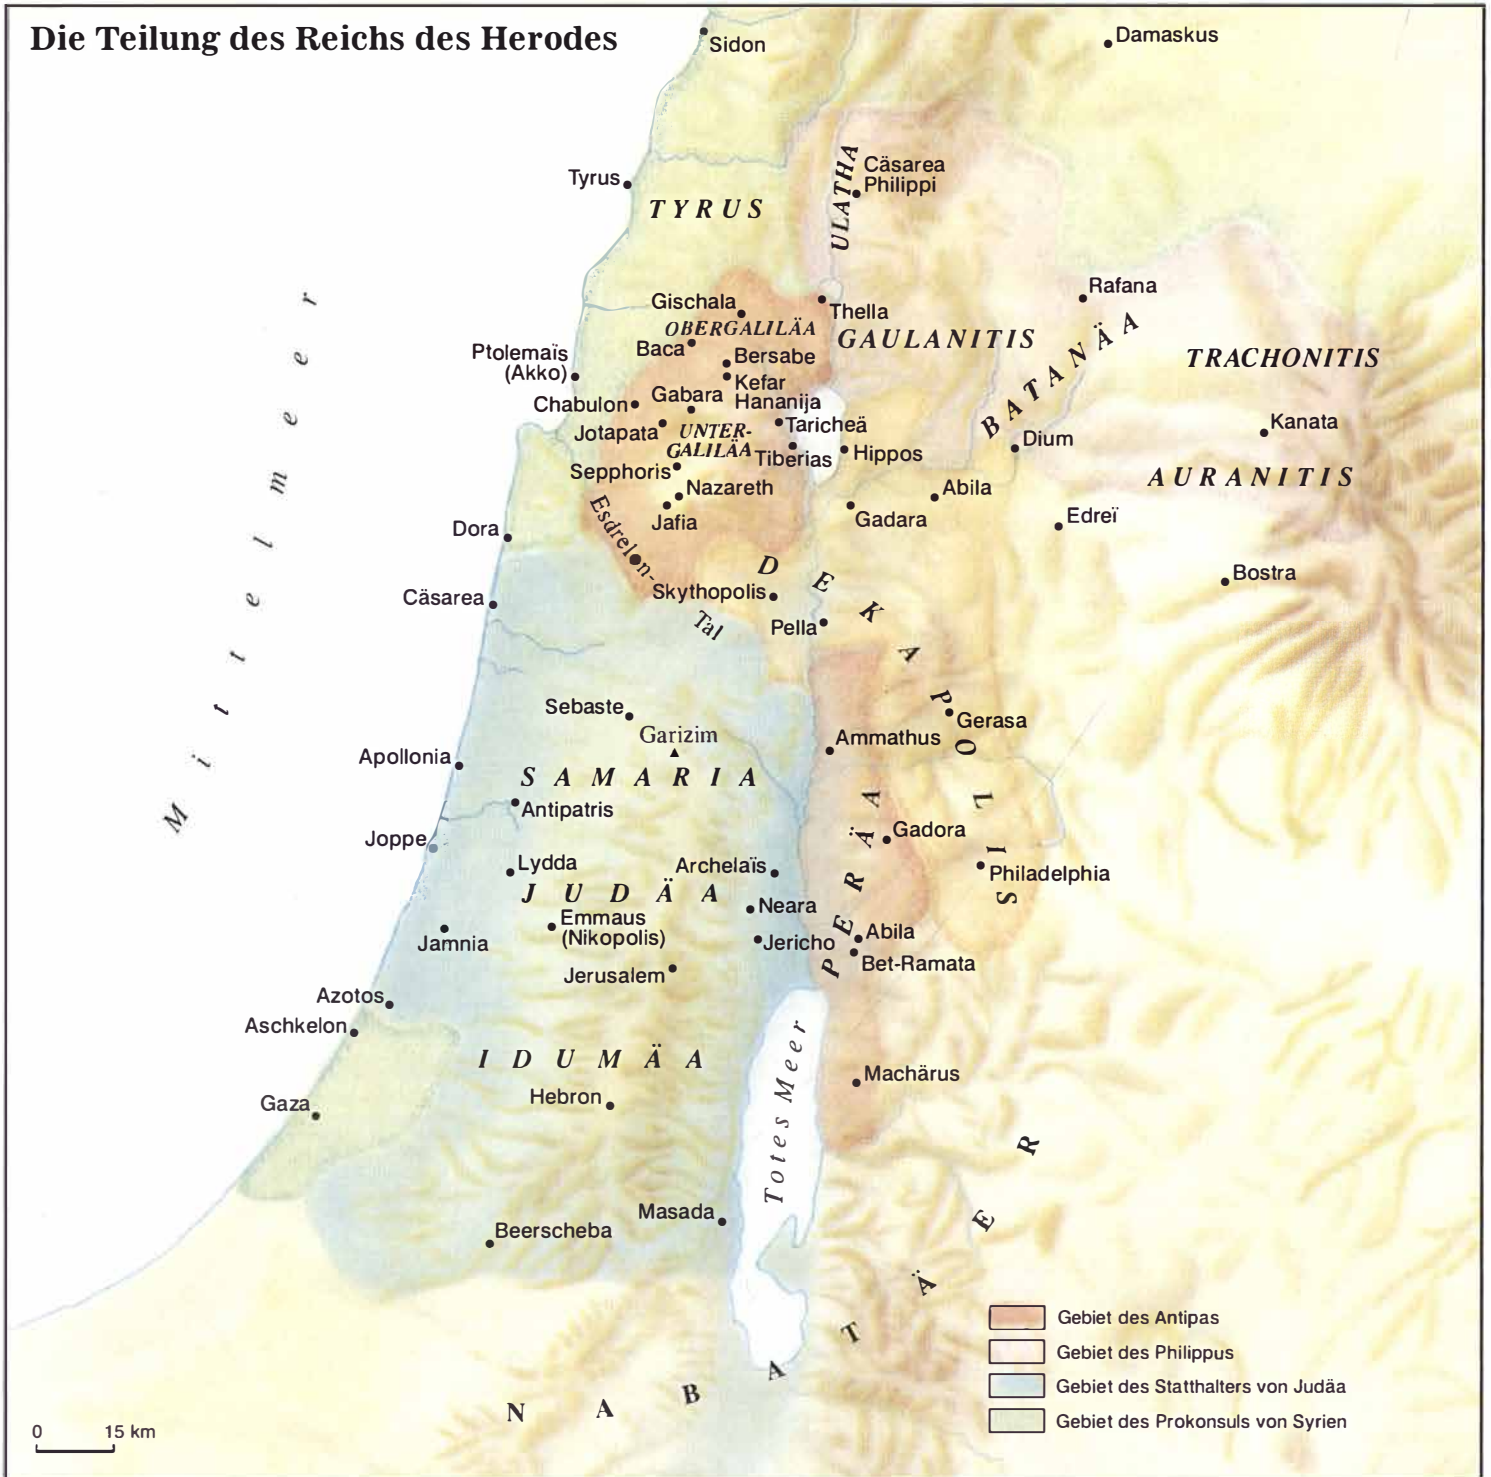 Die Teilung des Reichs des Herodes
Sidon
Damaskus
Tyrus
TYRUS
ULATHA
Cäsarea
Philippi
Mittelmeer
Gischala
Thella
Rafana
OBERGALILÄA
GAULANITIS
BATANÄA
TRACHONITIS
Baca
Bersabe
Ptolemaïs
(Akko)
Kefar
Hananija
Gabara
Chabulon
Kanata
Jotapata
UNTER-
GALILÄA
Taricheä
Tiberias
Hippos
Dium
Sepphoris
AURANITIS
Nazareth
Abila
Jafia
Gadara
Edreï
Esdrelon-
Tal
Dora
DEKAPOLIS
Bostra
Cäsarea
Skythopolis
Pella
Sebaste
Gerasa
Garizim
Ammathus
Apollonia
SAMARIA
Antipatris
PERÄA
Gadora
Joppe
Lydda
Archelaïs
Philadelphia
JUDÄA
Neara
Emmaus
(Nikopolis)
Jamnia
Jericho
Abila
Bet-Ramata
Jerusalem
Azotos
Aschkelon
IDUMÄA
Totes Meer
Machärus
Hebron
Gaza
Masada
Beerscheba
NABATÄER
Gebiet des Antipas
Gebiet des Philippus
Gebiet des Statthalters von Judäa
Gebiet des Prokonsuls von Syrien
0 15 km